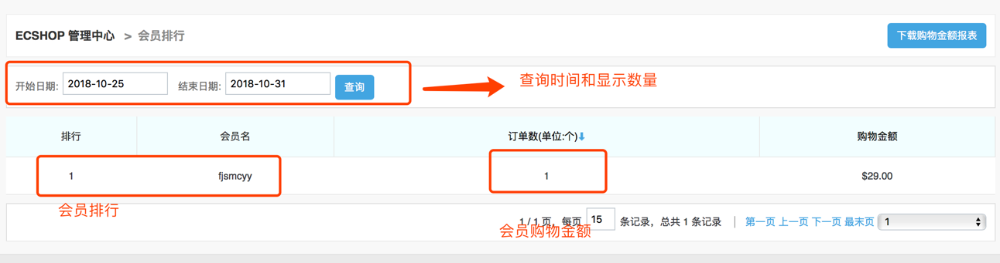 ECSHOP 管理中心 > 会员排行
下载购物金额报表
开始日期: 2018-10-25 结束日期: 2018-10-31 查询
查询时间和显示数量
排行 会员名 订单数(单位:个) 购物金额
1 fjsmcyy 1 $29.00
会员排行
1 / 1 页，每页 15 条记录，总共 1 条记录 | 第一页 上一页 下一页 最末页 1
会员购物金额